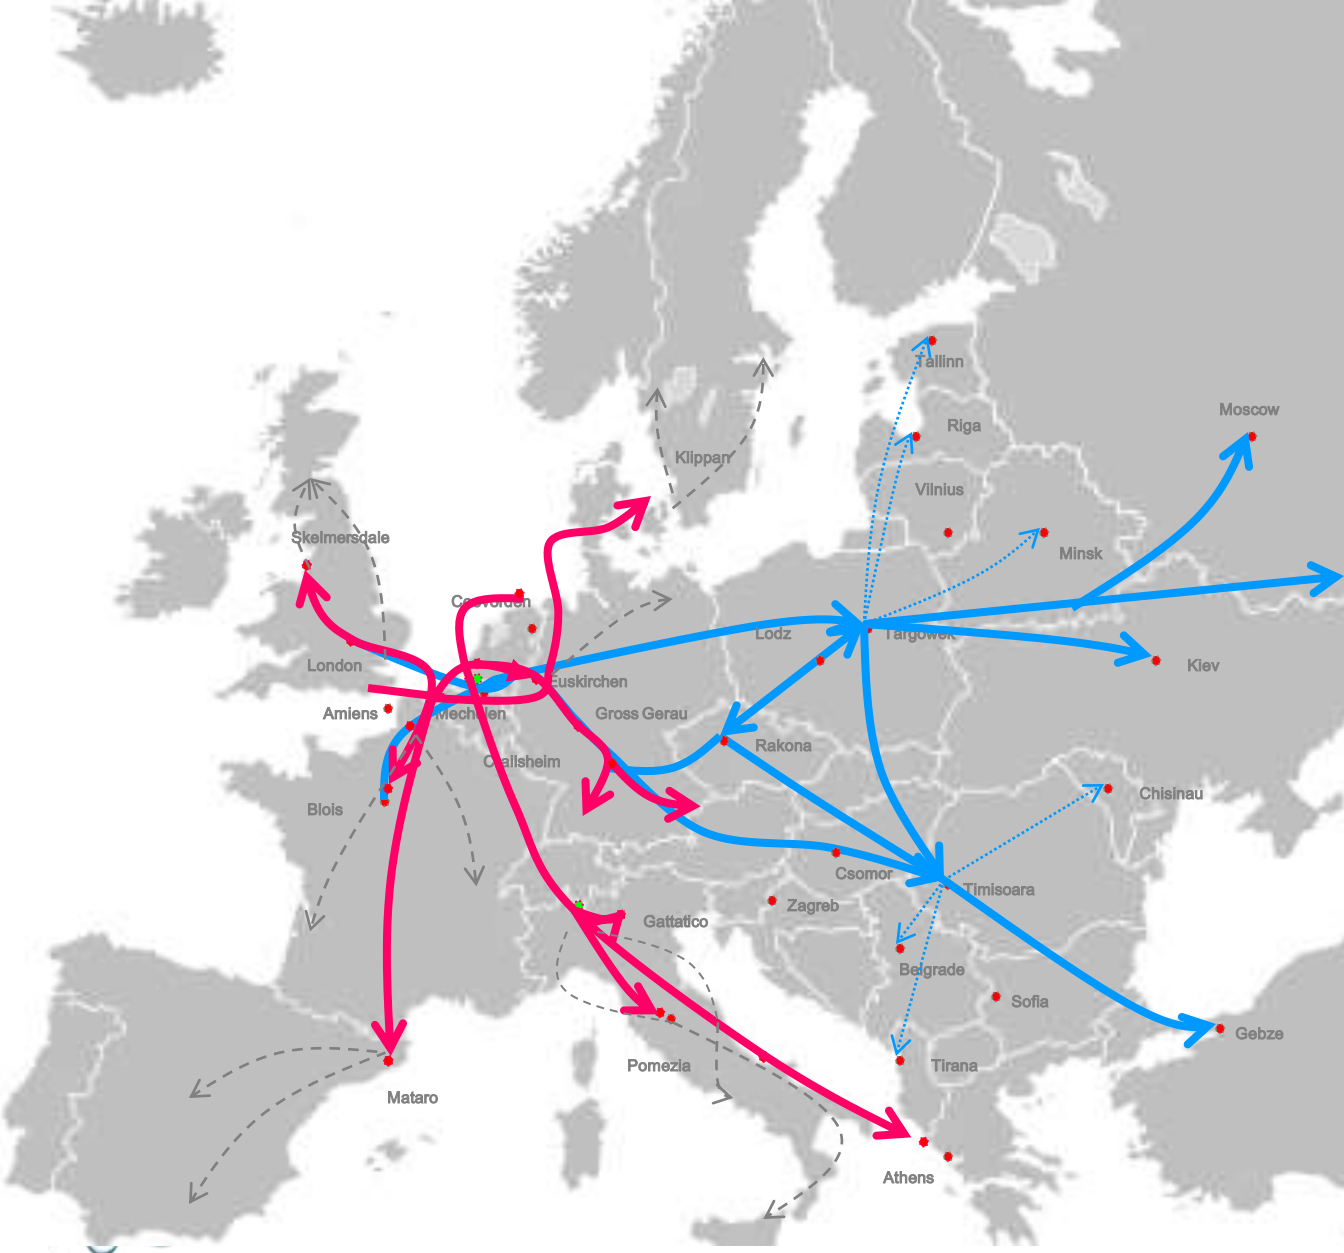 Tallinn
Moscow
Riga
Klippan
Vilnius
Skelmersdale
Minsk
Coevorden
Lodz
Targowek
London
Kiev
Euskirchen
Amiens
Mechelen
Gross Gerau
Rakona
Crailsheim
Chisinau
Blois
Csomor
Timisoara
Zagreb
Gattatico
Belgrade
Sofia
Gebze
Pomezia
Tirana
Mataro
Athens